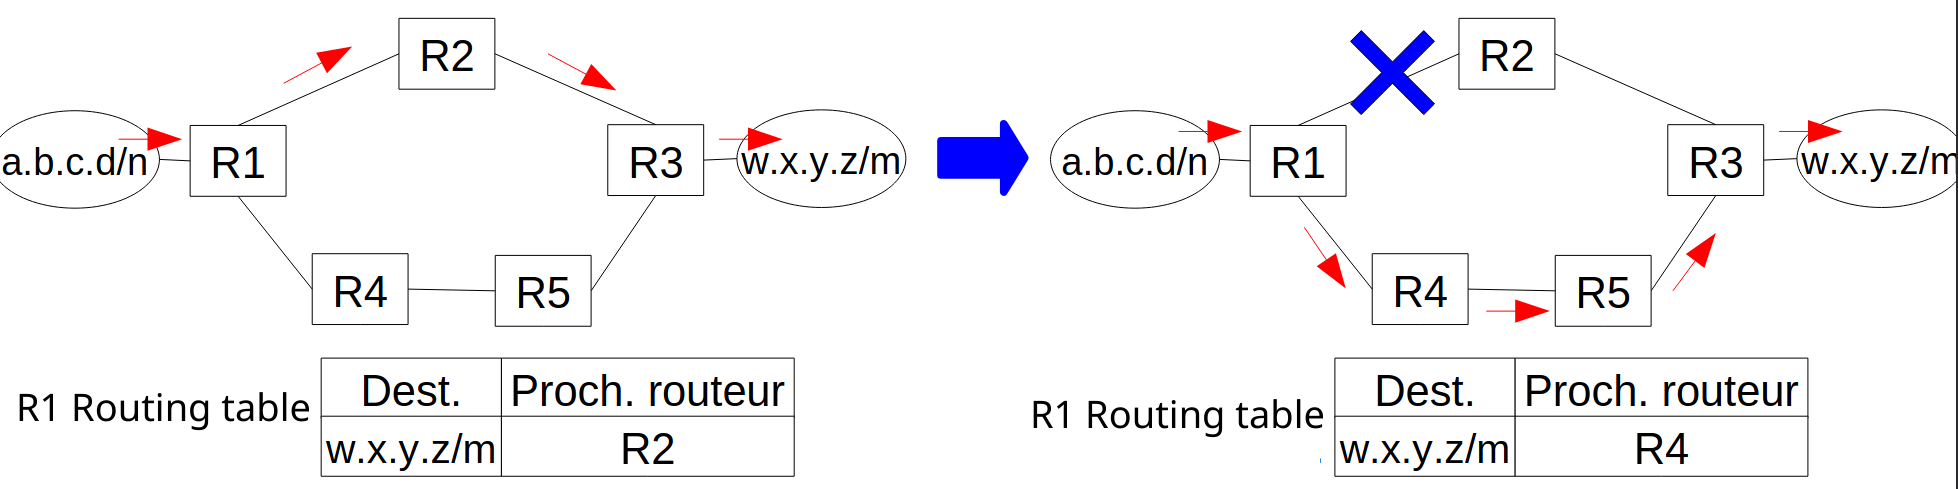 R2
a.b.c.d/n
R1
R3
w.x.y.z/m
R4
R5
R1 Routing table
Dest. Proch. routeur
w.x.y.z/m R2
R2
a.b.c.d/n
R1
R3
w.x.y.z/m
R4
R5
R1 Routing table
Dest. Proch. routeur
w.x.y.z/m R4